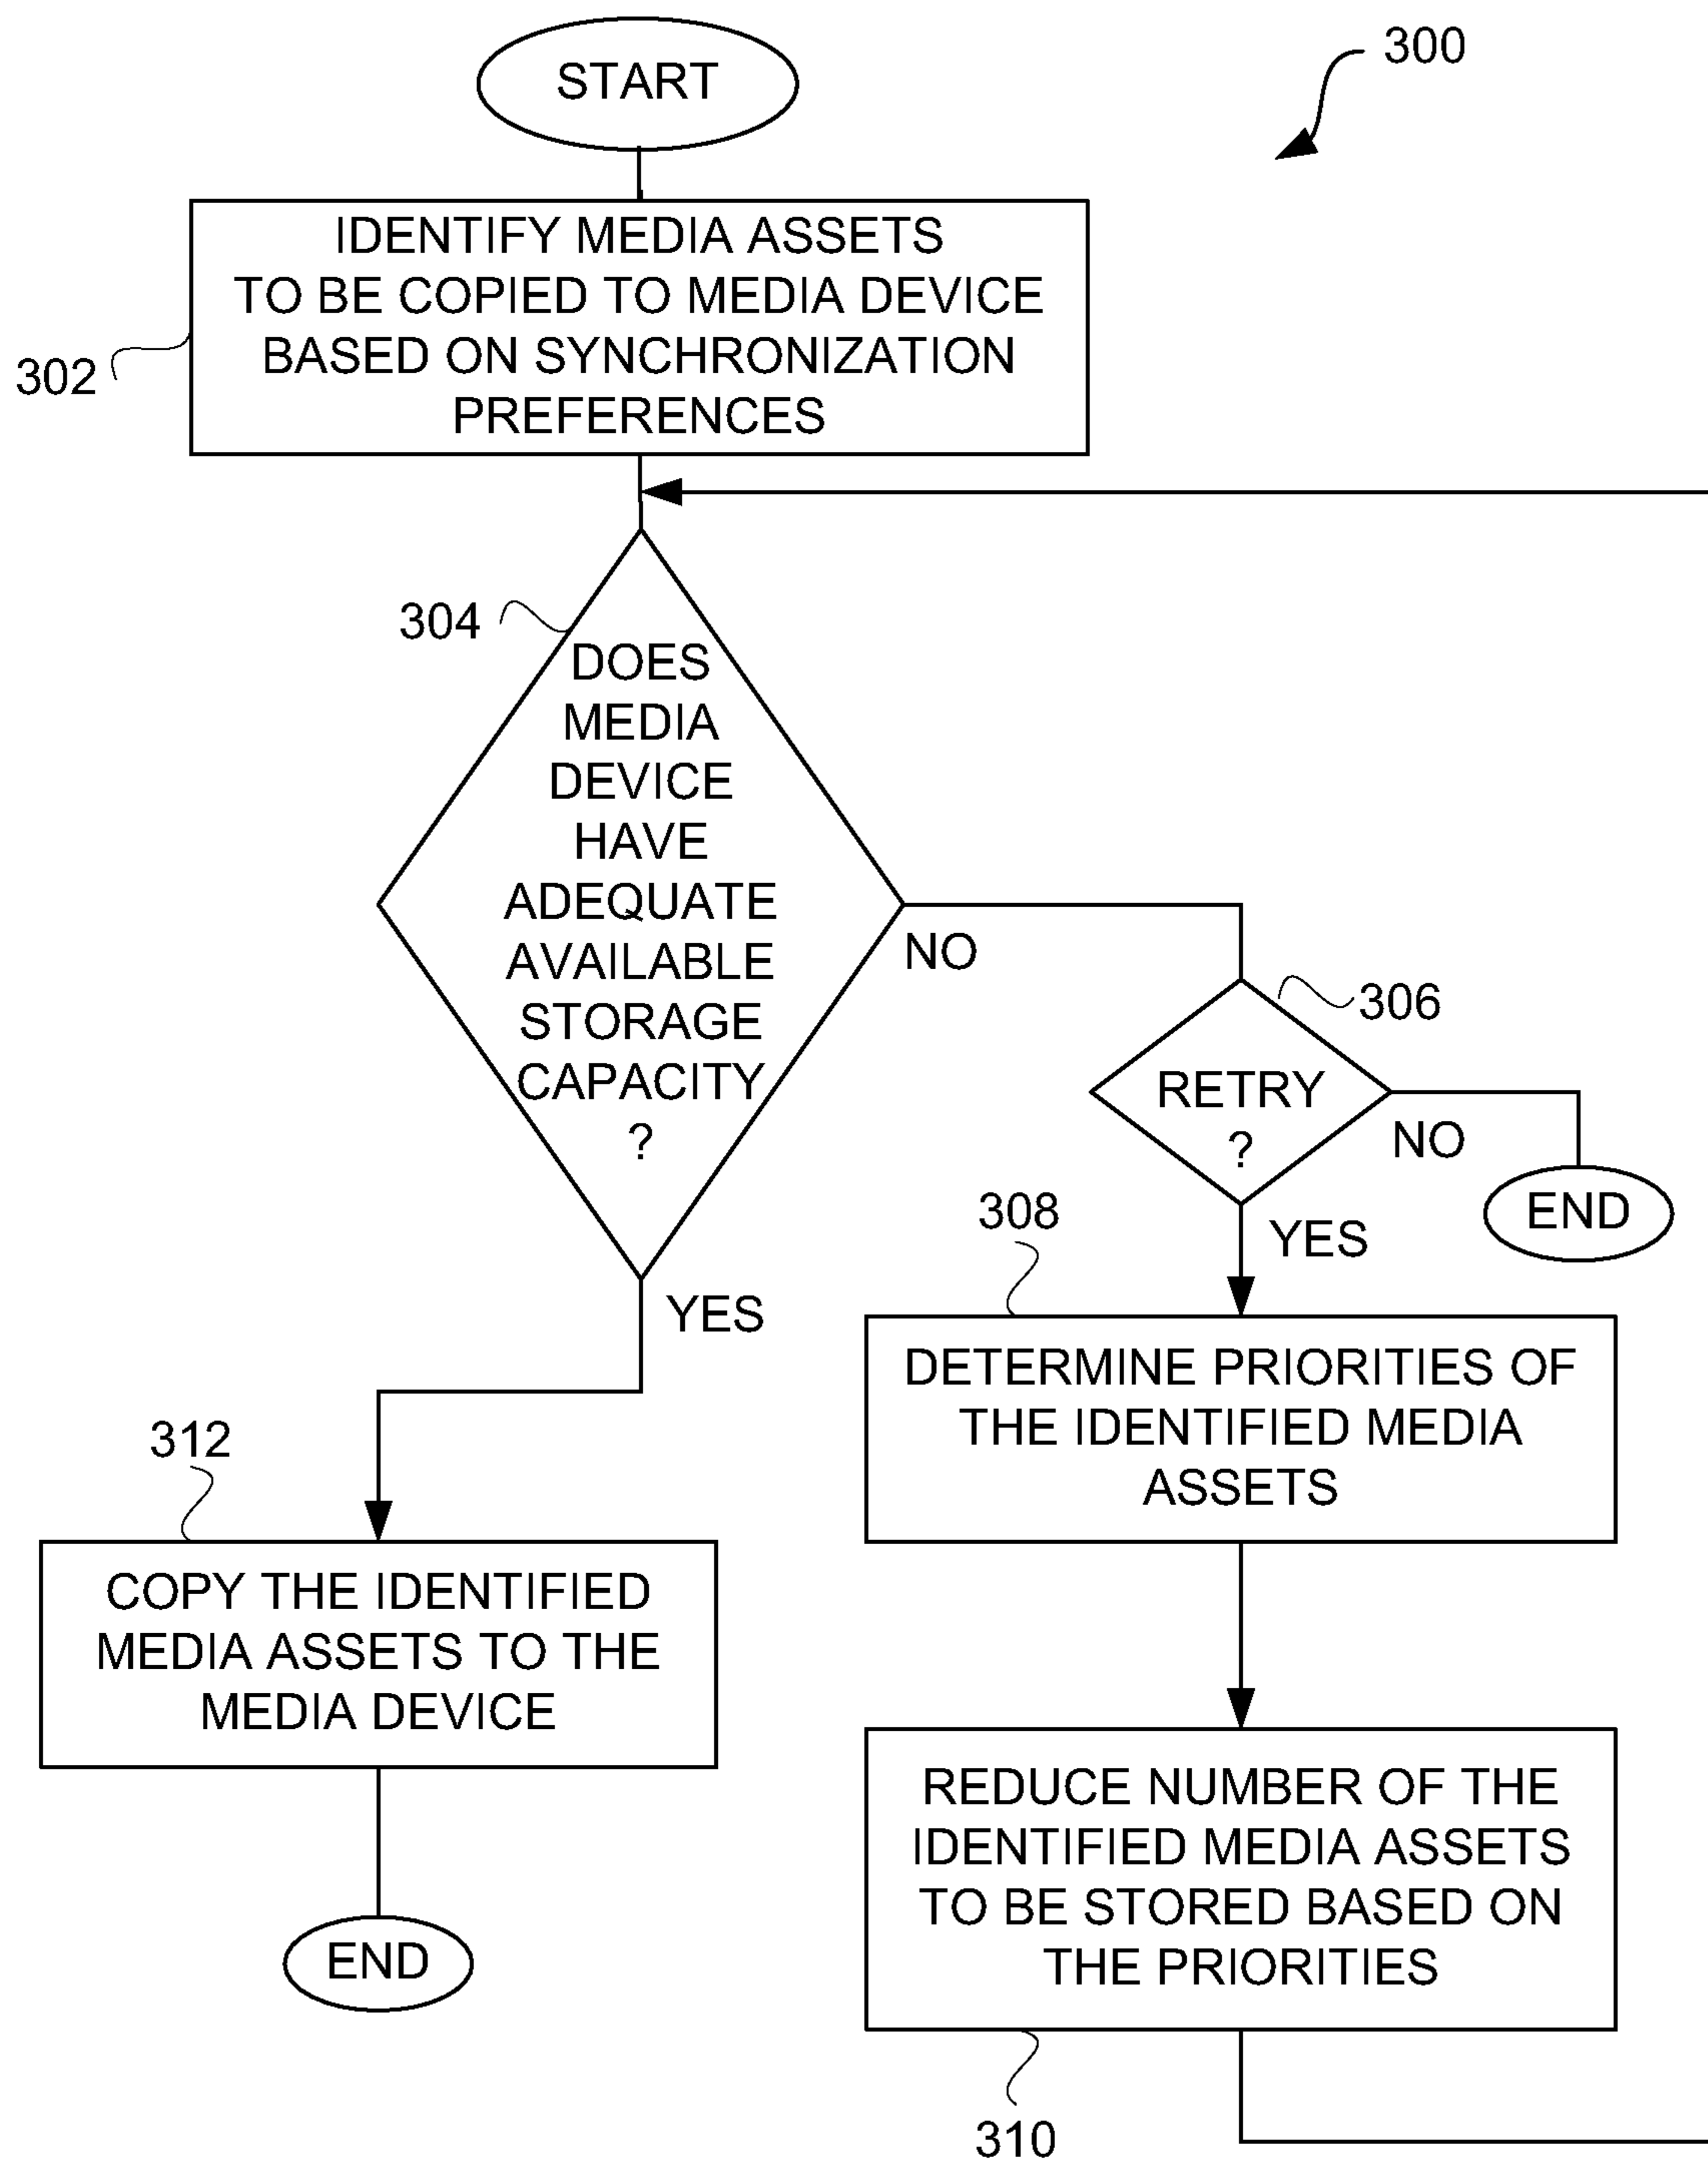 START
300
IDENTIFY MEDIA ASSETS
TO BE COPIED TO MEDIA DEVICE
BASED ON SYNCHRONIZATION
PREFERENCES
302
304
DOES
MEDIA
DEVICE
HAVE
ADEQUATE
AVAILABLE
STORAGE
CAPACITY
?
NO
306
RETRY
?
NO
END
YES
308
DETERMINE PRIORITIES OF
THE IDENTIFIED MEDIA
ASSETS
YES
312
COPY THE IDENTIFIED
MEDIA ASSETS TO THE
MEDIA DEVICE
END
REDUCE NUMBER OF THE
IDENTIFIED MEDIA ASSETS
TO BE STORED BASED ON
THE PRIORITIES
310